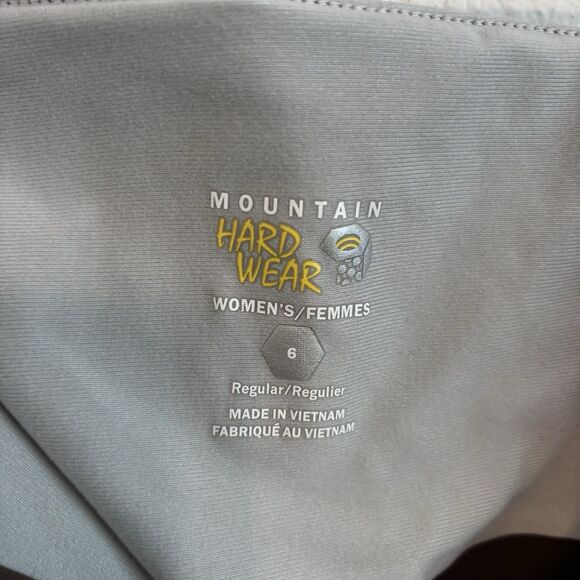 MOUNTAIN
HARD
WEAR
WOMEN'S/FEMMES
6
Regular/Regulier
MADE IN VIETNAM
FABRIQUÉ AU VIETNAM